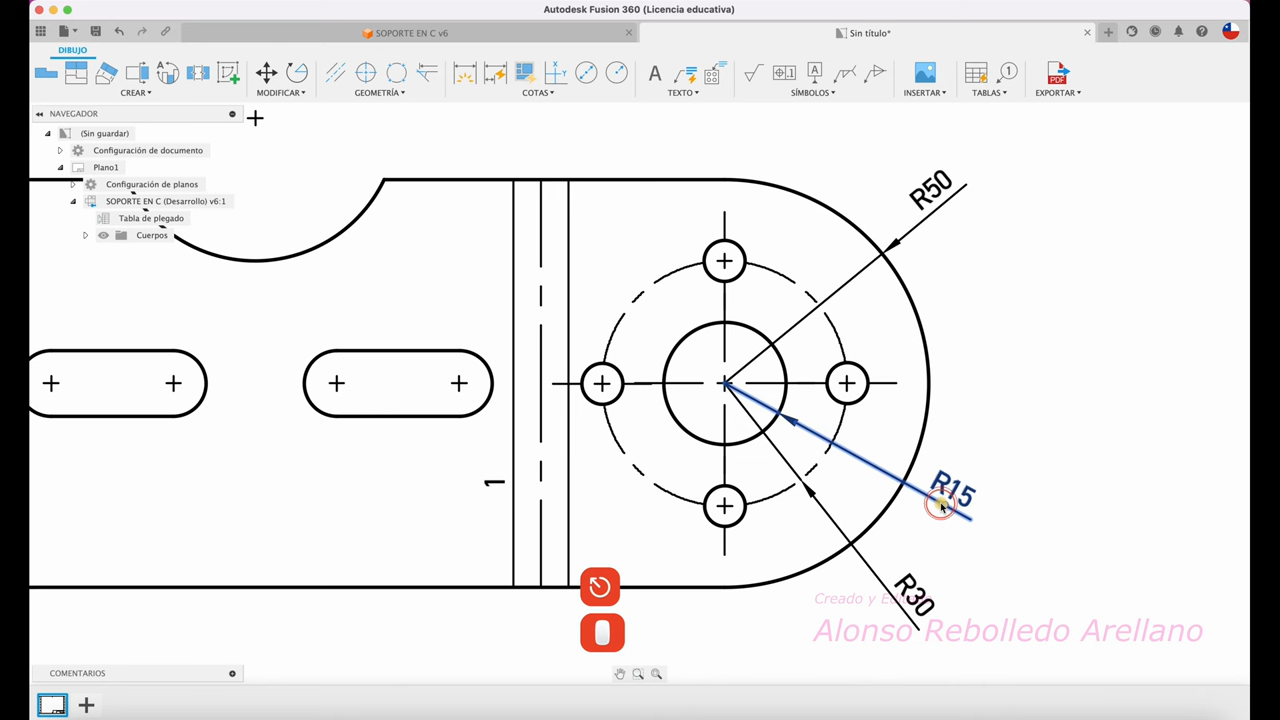 Autodesk Fusion 360 (Licencia educativa)
SOPORTE EN C v6
Sin título*
DIBUJO
CREAR
MODIFICAR
GEOMETRÍA
COTAS
TEXTO
SÍMBOLOS
INSERTAR
TABLAS
EXPORTAR
NAVEGADOR
(Sin guardar)
Configuración de documento
Plano1
Configuración de planos
SOPORTE EN C (Desarrollo) v6:1
Tabla de plegado
Cuerpos
R50
R15
1
R30
Creado y
Alonso Rebolledo Arellano
COMENTARIOS